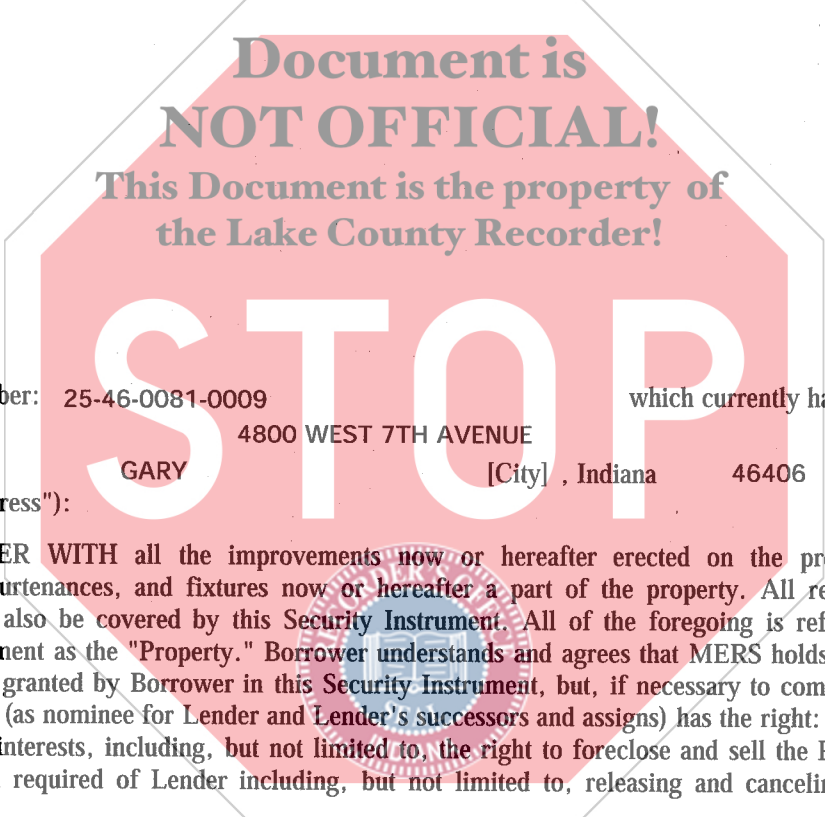 Document is
NOT OFFICIAL!
This Document is the property of
the Lake County Recorder!
STOP
ber: 25-46-0081-0009 which currently ha
4800 WEST 7TH AVENUE
GARY [City] , Indiana 46406
ress"):
ER WITH all the improvements now or hereafter erected on the pr
urtenances, and fixtures now or hereafter a part of the property. All re
also be covered by this Security Instrument. All of the foregoing is ref
ment as the "Property." Borrower understands and agrees that MERS holds
granted by Borrower in this Security Instrument, but, if necessary to com
(as nominee for Lender and Lender's successors and assigns) has the right:
interests, including, but not limited to, the right to foreclose and sell the
required of Lender including, but not limited to, releasing and cancelin
SEAL
INDIANA